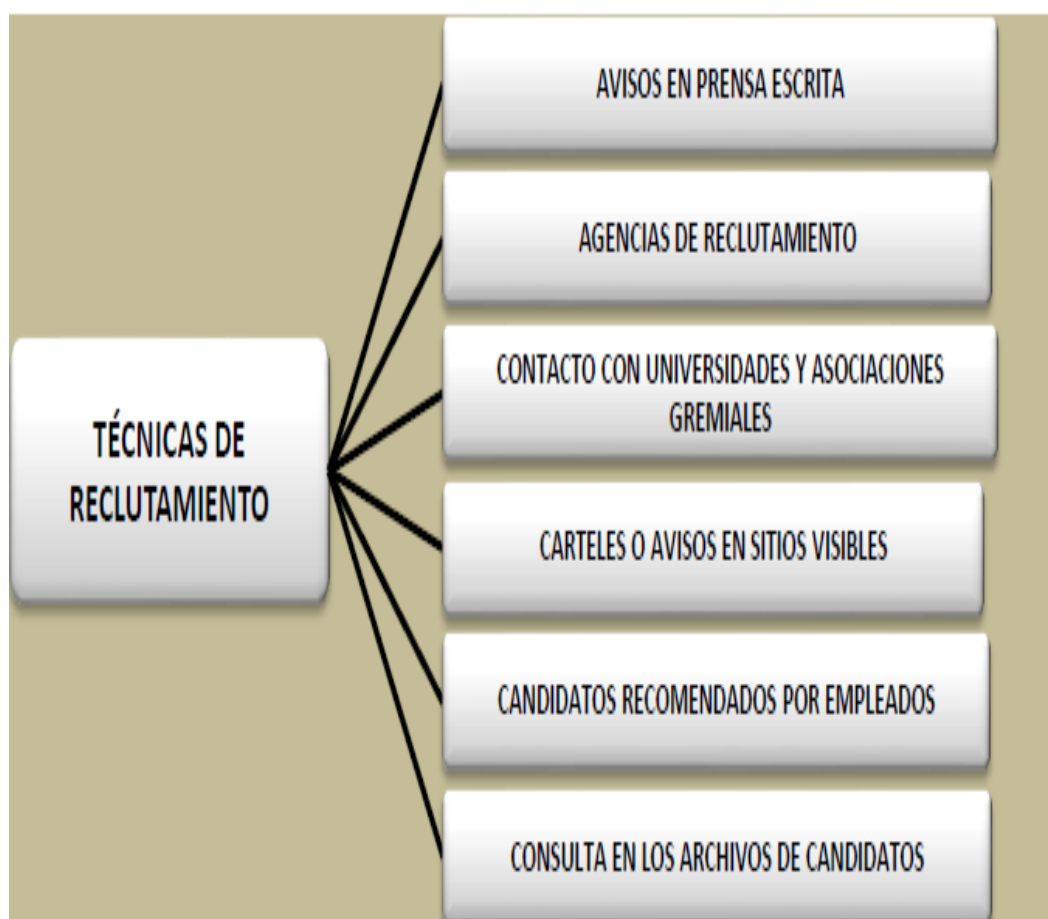 AVISOS EN PRENSA ESCRITA
AGENCIAS DE RECLUTAMIENTO
CONTACTO CON UNIVERSIDADES Y ASOCIACIONES
GREMIALES
TÉCNICAS DE
RECLUTAMIENTO
CARTELES O AVISOS EN SITIOS VISIBLES
CANDIDATOS RECOMENDADOS POR EMPLEADOS
CONSULTA EN LOS ARCHIVOS DE CANDIDATOS